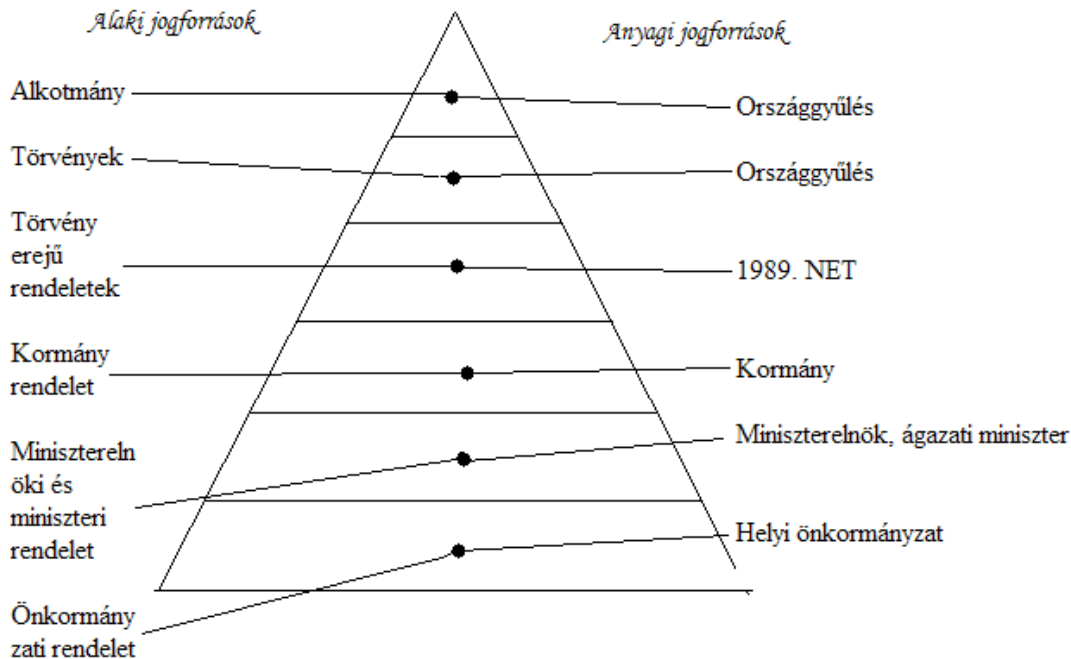 Alaki jogforrások
Anyagi jogforrások
Alkotmány
Országgyűlés
Törvények
Országgyűlés
Törvény
erejű
rendeletek
1989. NET
Kormány
rendelet
Kormány
Minisztereln
öki és
miniszteri
rendelet
Miniszterelnök, ágazati miniszter
Helyi önkormányzat
Önkormány
zati rendelet